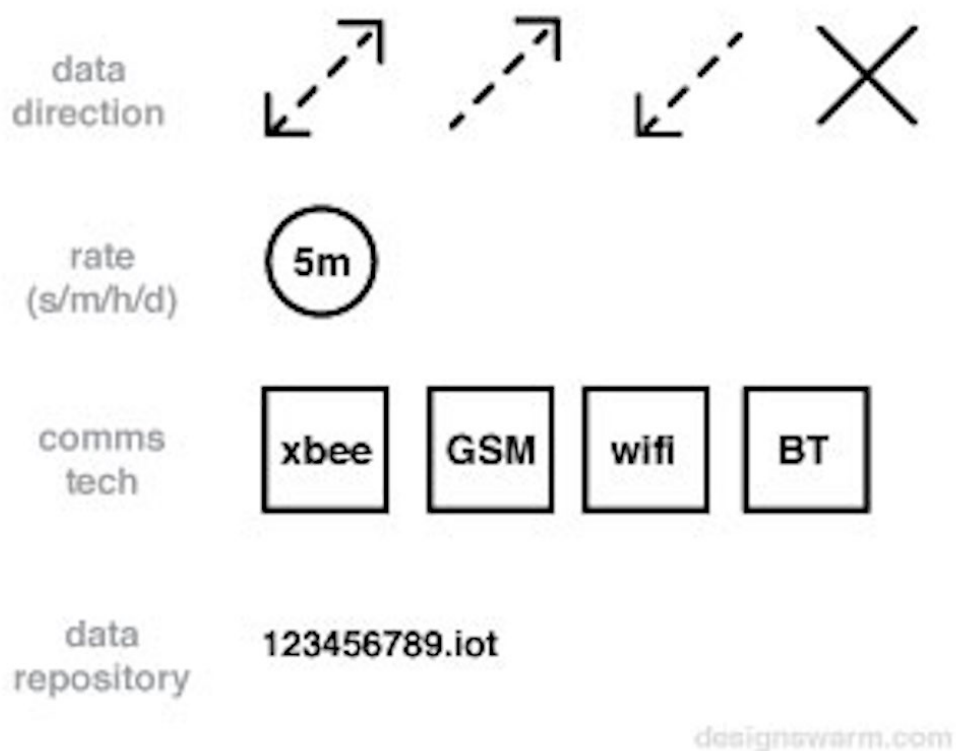 data
direction
rate
(s/m/h/d)
5m
comms
tech
xbee GSM wifi BT
data
repository
123456789.iot
designswarm.com